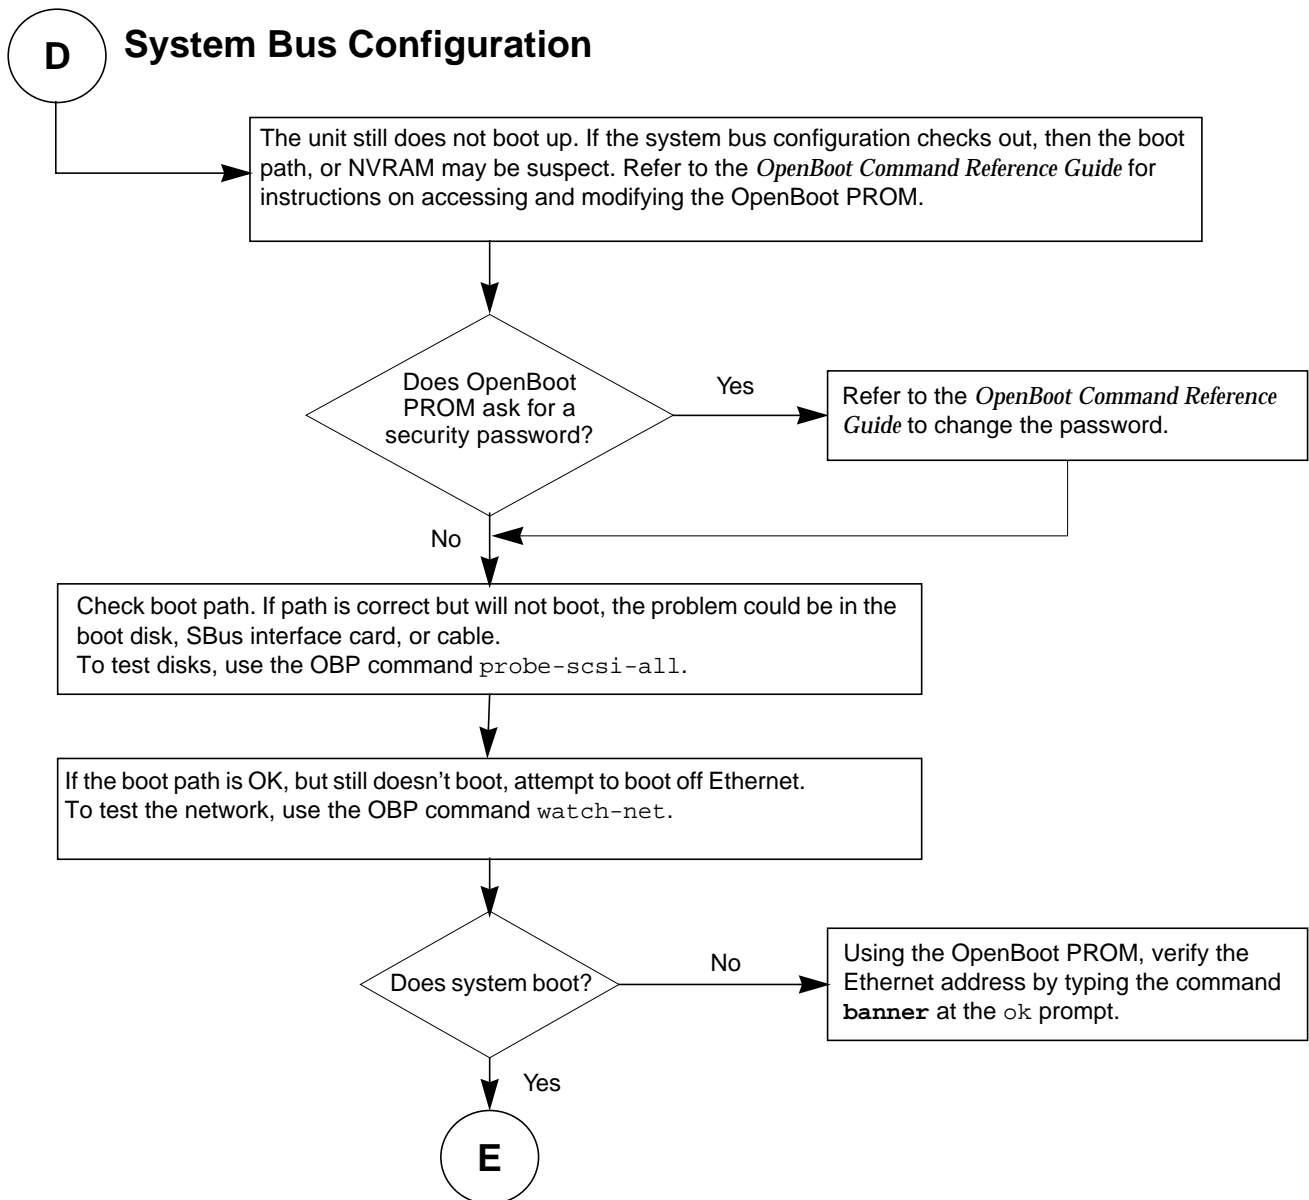 D
System Bus Configuration
The unit still does not boot up. If the system bus configuration checks out, then the boot
path, or NVRAM may be suspect. Refer to the OpenBoot Command Reference Guide for
instructions on accessing and modifying the OpenBoot PROM.
Does OpenBoot
PROM ask for a
security password?
Yes
Refer to the OpenBoot Command Reference
Guide to change the password.
No
Check boot path. If path is correct but will not boot, the problem could be in the
boot disk, SBus interface card, or cable.
To test disks, use the OBP command probe-scsi-all.
If the boot path is OK, but still doesn't boot, attempt to boot off Ethernet.
To test the network, use the OBP command watch-net.
Does system boot?
No
Using the OpenBoot PROM, verify the
Ethernet address by typing the command
banner at the ok prompt.
Yes
E